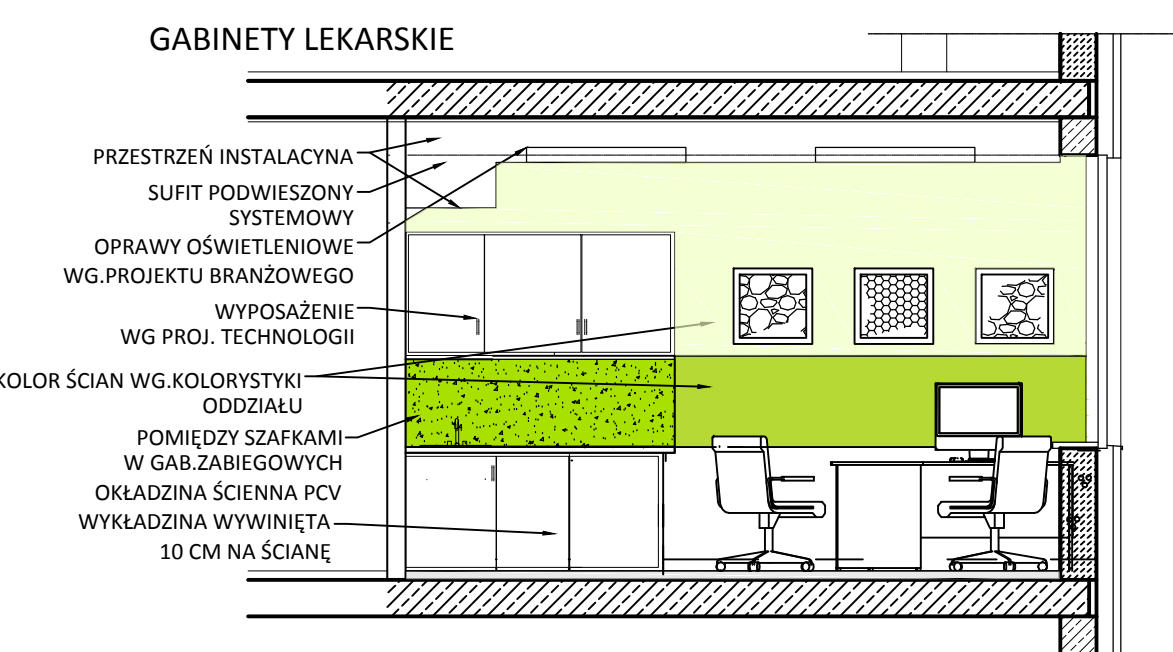 GABINETY LEKARSKIE
PRZESTRZEŃ INSTALACYNA
SUFIT PODWIESZONY
SYSTEMOWY
OPRAWY OŚWIETLENIOWE
WG.PROJEKTU BRANŻOWEGO
WYPOSAŻENIE
WG PROJ. TECHNOLOGII
KOLOR ŚCIAN WG.KOLORYSTYKI
ODDZIAŁU
POMIĘDZY SZAFKAMI
W GAB.ZABIEGOWYCH
OKŁADZINA ŚCIENNA PCV
WYKŁADZINA WYWINIĘTA
10 CM NA ŚCIANĘ